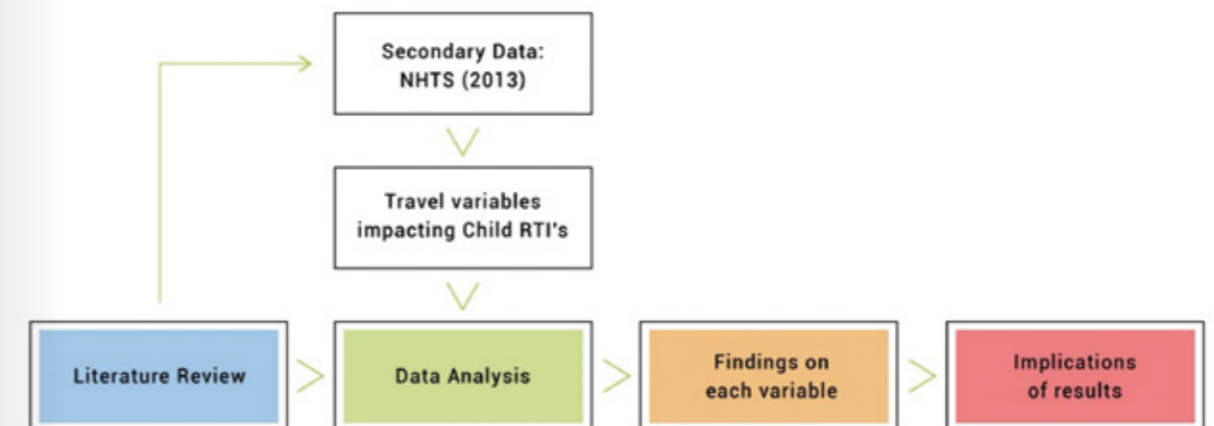 Secondary Data:
NHTS (2013)
Travel variables
impacting Child RTI's
Literature Review
Data Analysis
Findings on
each variable
Implications
of results